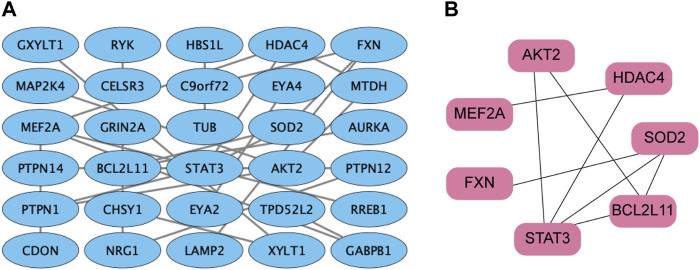 A
GXYLT1 RYK HBS1L HDAC4 FXN
MAP2K4 CELSR3 C9orf72 EYA4 MTDH
MEF2A GRIN2A TUB SOD2 AURKA
PTPN14 BCL2L11 STAT3 AKT2 PTPN12
PTPN1 CHSY1 EYA2 TPD52L2 RREB1
CDON NRG1 LAMP2 XYLT1 GABPB1
B
AKT2
HDAC4
MEF2A
SOD2
FXN
BCL2L11
STAT3